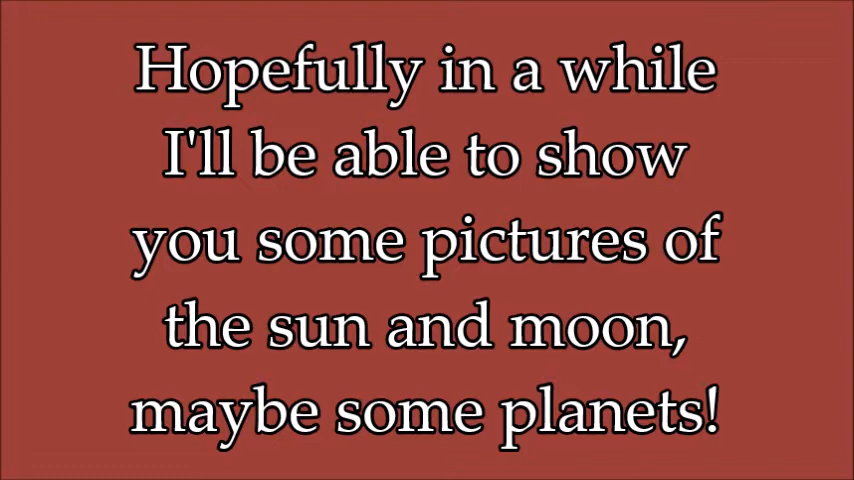 Hopefully in a while
I'll be able to show
you some pictures of
the sun and moon,
maybe some planets!